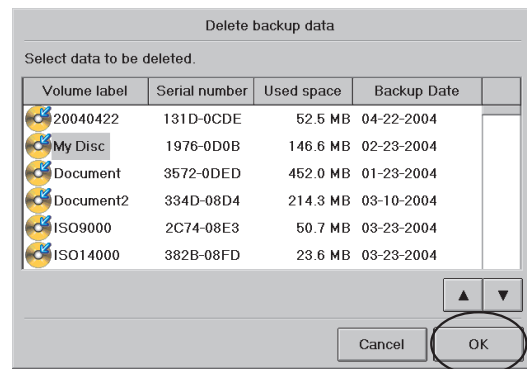 Delete backup data
Select data to be deleted.
Volume label Serial number Used space Backup Date
20040422 131D-0CDE 52.5 MB 04-22-2004
My Disc 1976-0D0B 146.6 MB 02-23-2004
Document 3572-0DED 452.0 MB 01-23-2004
Document2 334D-08D4 214.3 MB 03-10-2004
ISO9000 2C74-08E3 50.7 MB 03-23-2004
ISO14000 382B-08FD 23.6 MB 03-23-2004
Cancel OK